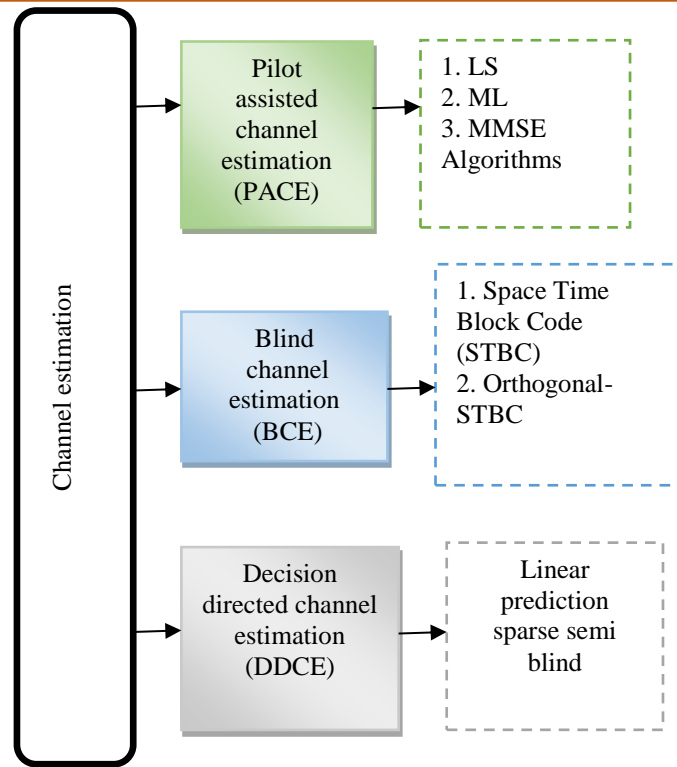 Channel estimation
Pilot
assisted
channel
estimation
(PACE)
1. LS
2. ML
3. MMSE
Algorithms
Blind
channel
estimation
(BCE)
1. Space Time
Block Code
(STBC)
2. Orthogonal-
STBC
Decision
directed channel
estimation
(DDCE)
Linear
prediction
sparse semi
blind